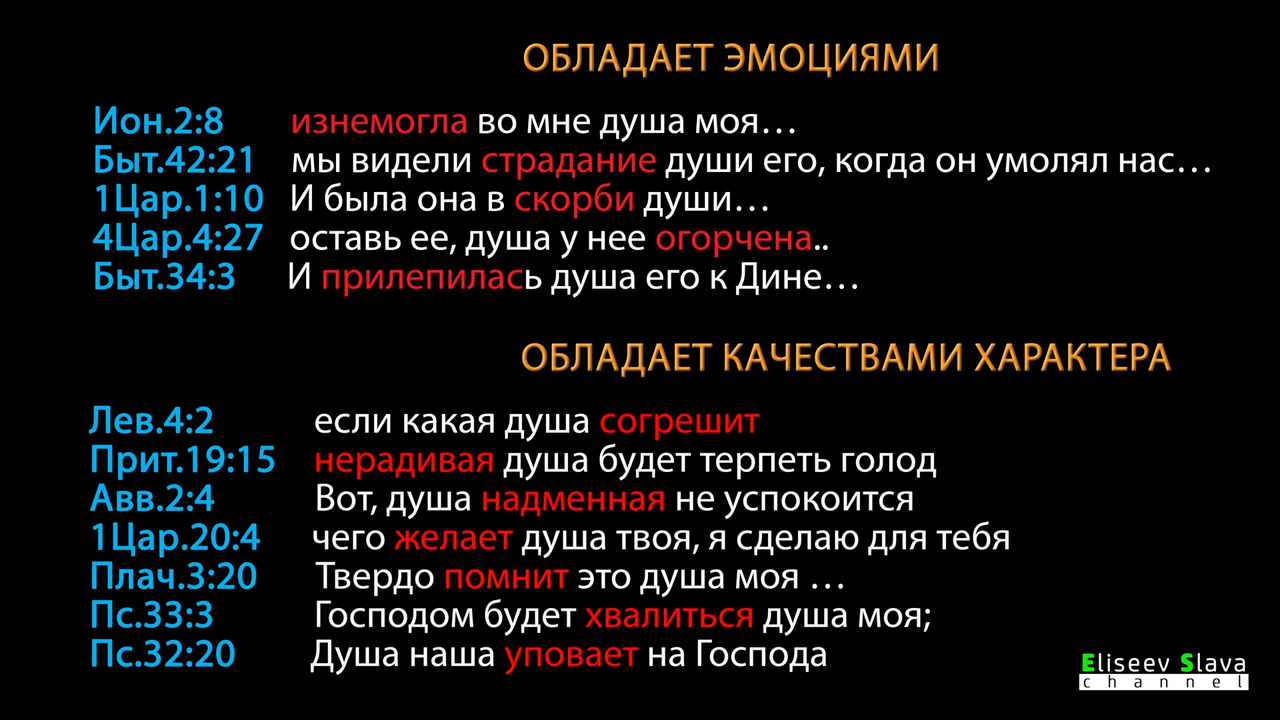 ОБЛАДАЕТ ЭМОЦИЯМИ
Ион.2:8 изнемогла во мне душа моя…
Быт.42:21 мы видели страдание души его, когда он умолял нас…
1Цар.1:10 И была она в скорби души…
4Цар.4:27 оставь ее, душа у нее огорчена..
Быт.34:3 И прилепилась душа его к Дине…
ОБЛАДАЕТ КАЧЕСТВАМИ ХАРАКТЕРА
Лев.4:2 если какая душа согрешит
Прит.19:15 нерадивая душа будет терпеть голод
Авв.2:4 Вот, душа надменная не успокоится
1Цар.20:4 чего желает душа твоя, я сделаю для тебя
Плач.3:20 Твердо помнит это душа моя …
Пс.33:3 Господом будет хвалиться душа моя;
Пс.32:20 Душа наша уповает на Господа
Eliseev Slava
channel